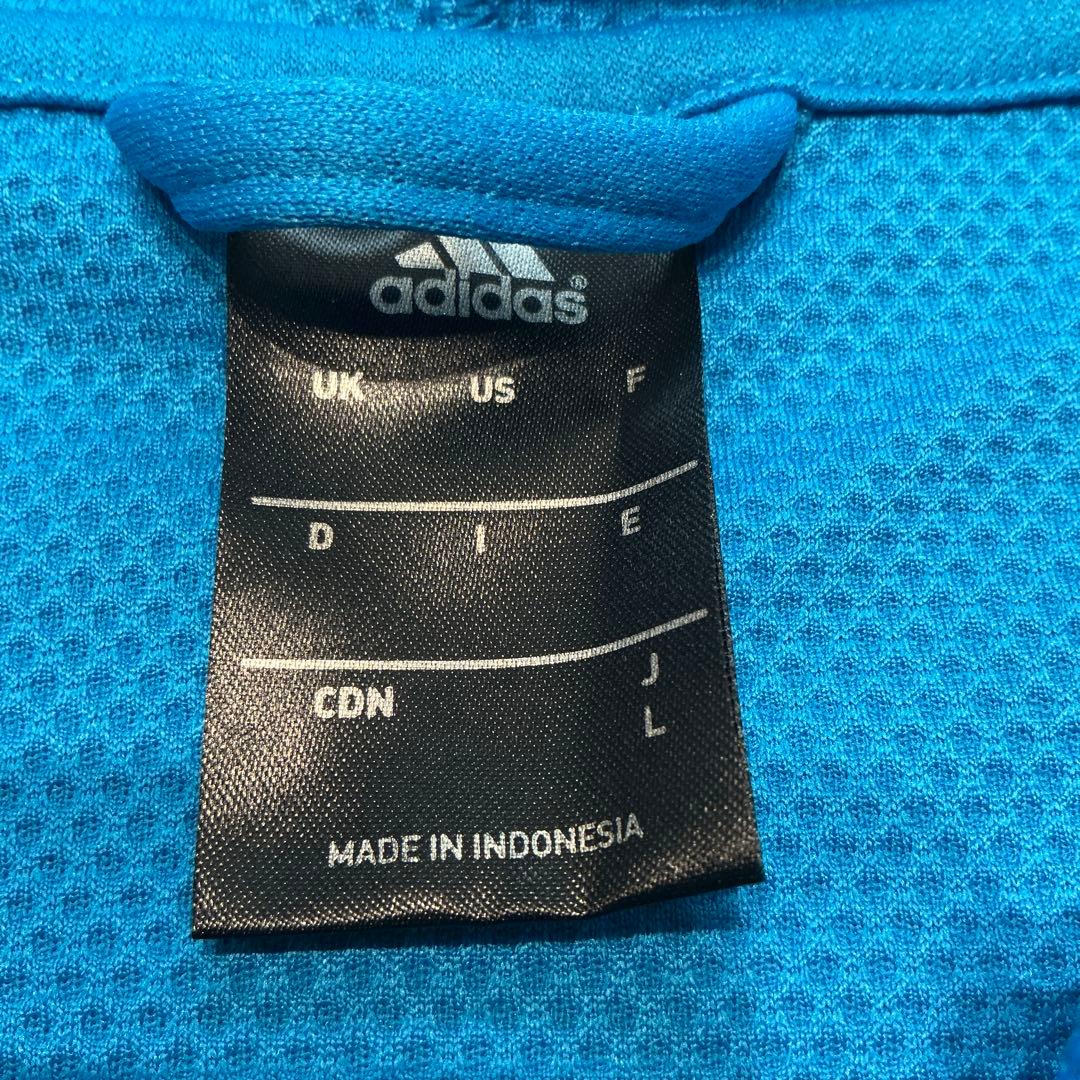 adidas®
UK US F
D I E
CDN J
L
MADE IN INDONESIA